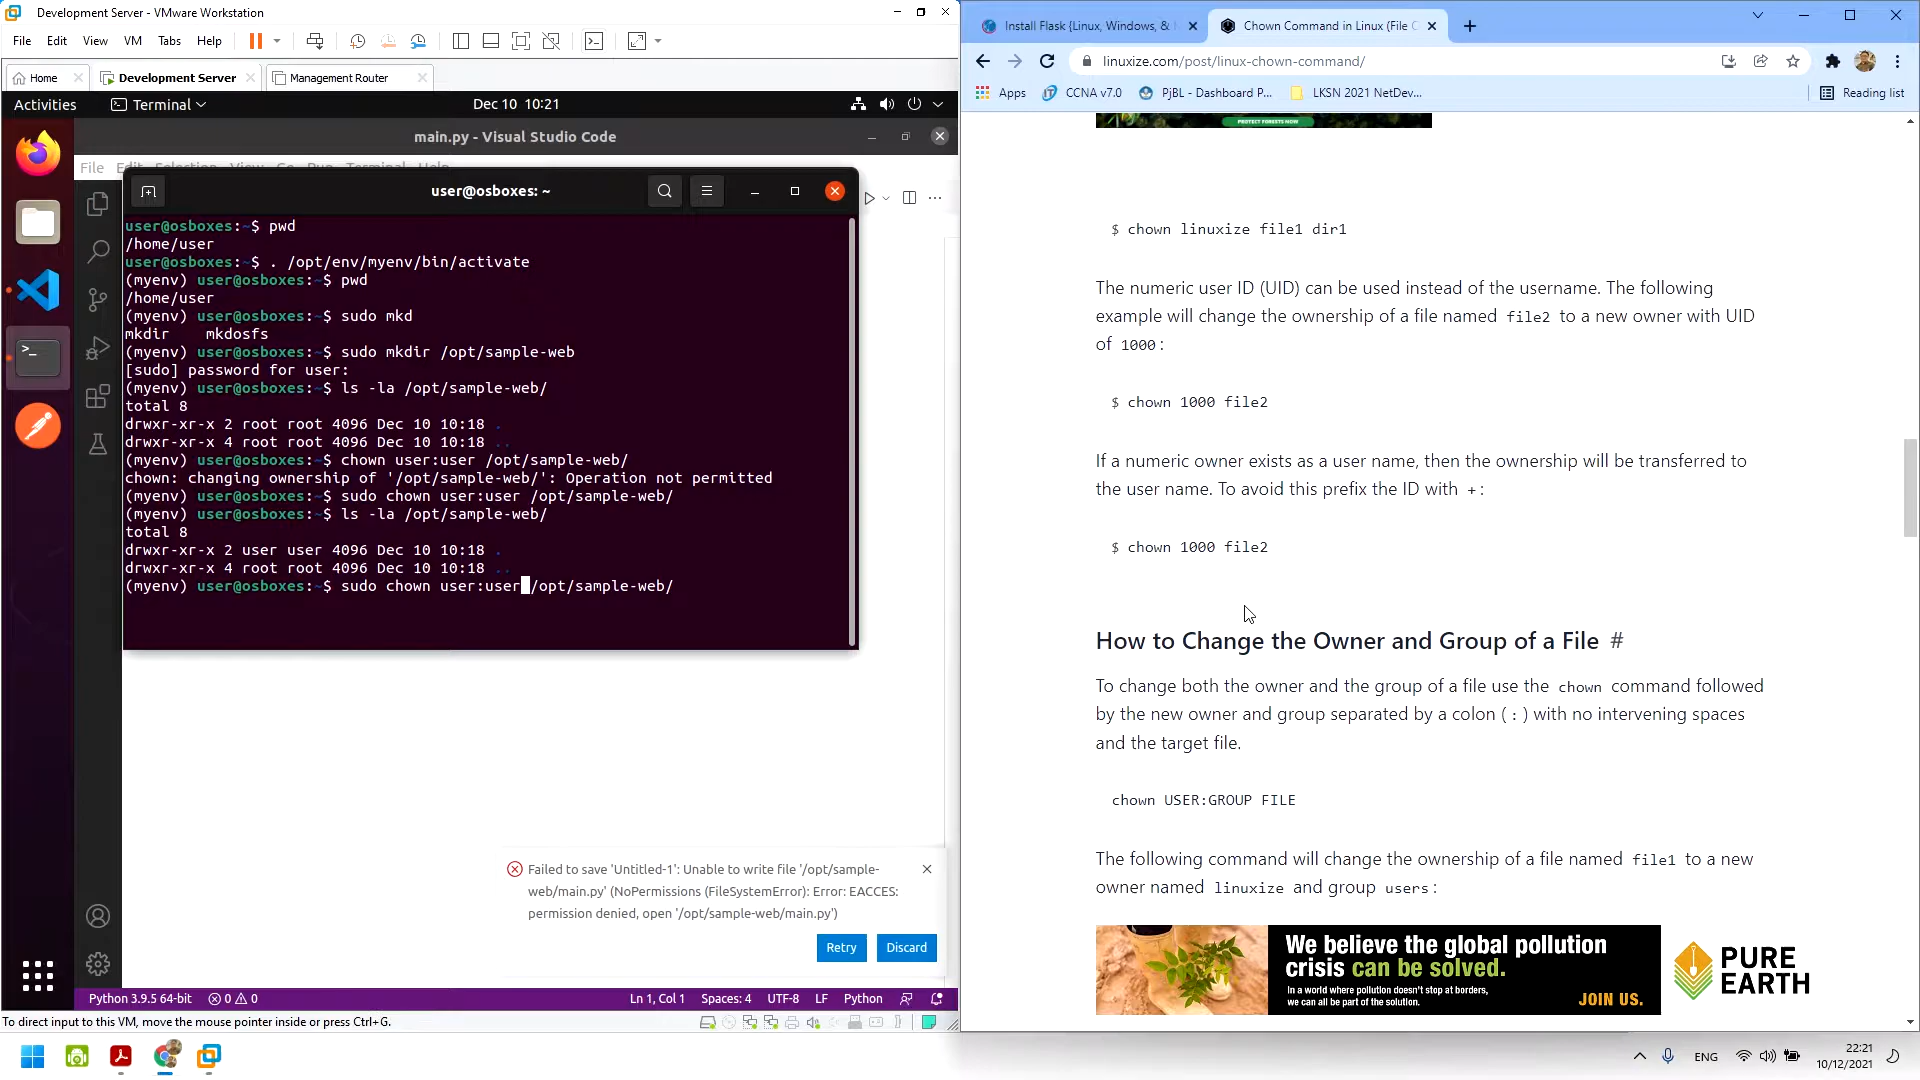 Development Server - VMware Workstation
File Edit View VM Tabs Help
Home Development Server Management Router
Activities Terminal Dec 10 10:21
main.py - Visual Studio Code
File Edit Selection View Go Run Terminal Help
user@osboxes: ~
user@osboxes:~$ pwd
/home/user
user@osboxes:~$ . /opt/env/myenv/bin/activate
(myenv) user@osboxes:~$ pwd
/home/user
(myenv) user@osboxes:~$ sudo mkd
mkdir mkdosfs
(myenv) user@osboxes:~$ sudo mkdir /opt/sample-web
[sudo] password for user:
(myenv) user@osboxes:~$ ls -la /opt/sample-web/
total 8
drwxr-xr-x 2 root root 4096 Dec 10 10:18 .
drwxr-xr-x 4 root root 4096 Dec 10 10:18 ..
(myenv) user@osboxes:~$ chown user:user /opt/sample-web/
chown: changing ownership of '/opt/sample-web/': Operation not permitted
(myenv) user@osboxes:~$ sudo chown user:user /opt/sample-web/
(myenv) user@osboxes:~$ ls -la /opt/sample-web/
total 8
drwxr-xr-x 2 user user 4096 Dec 10 10:18 .
drwxr-xr-x 4 root root 4096 Dec 10 10:18 ..
(myenv) user@osboxes:~$ sudo chown user:user /opt/sample-web/
Failed to save 'Untitled-1': Unable to write file '/opt/sample-
web/main.py' (NoPermissions (FileSystemError): Error: EACCES:
permission denied, open '/opt/sample-web/main.py')
Retry Discard
Python 3.9.5 64-bit 0 0 Ln 1, Col 1 Spaces: 4 UTF-8 LF Python
To direct input to this VM, move the mouse pointer inside or press Ctrl+G.
Install Flask {Linux, Windows, & Chown Command in Linux (File O
linuxize.com/post/linux-chown-command/
Apps CCNA v7.0 PjBL - Dashboard P... LKSN 2021 NetDev... Reading list
PROTECT FORESTS NOW
$ chown linuxize file1 dir1
The numeric user ID (UID) can be used instead of the username. The following
example will change the ownership of a file named file2 to a new owner with UID
of 1000:
$ chown 1000 file2
If a numeric owner exists as a user name, then the ownership will be transferred to
the user name. To avoid this prefix the ID with +:
$ chown 1000 file2
How to Change the Owner and Group of a File #
To change both the owner and the group of a file use the chown command followed
by the new owner and group separated by a colon (:) with no intervening spaces
and the target file.
chown USER:GROUP FILE
The following command will change the ownership of a file named file1 to a new
owner named linuxize and group users:
We believe the global pollution
crisis can be solved.
In a world where pollution doesn't stop at borders,
we can all be part of the solution.
JOIN US.
PURE
EARTH
ENG 22:21
10/12/2021